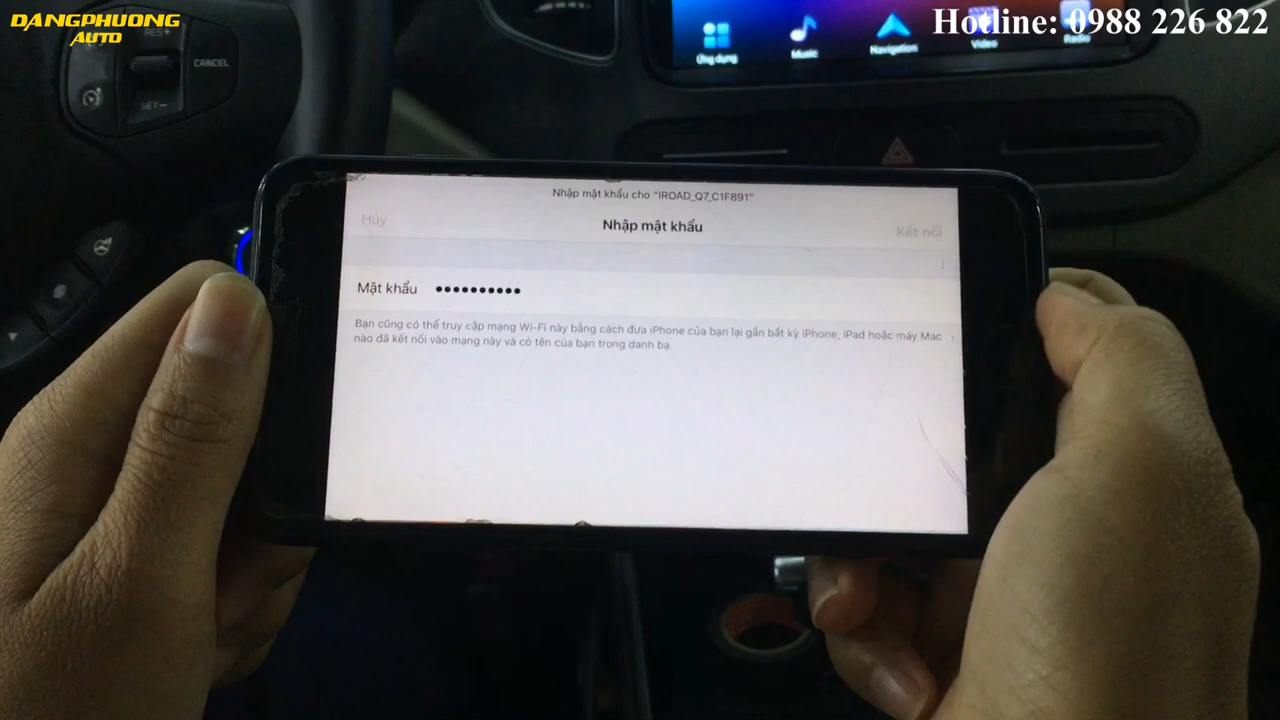 DANGPHUONG
AUTO
Hotline: 0988 226 822
RES+
CANCEL
SET-
Ứng dụng
Music
Navigation
Video
Radio
Nhập mật khẩu cho "IROAD_Q7_C1F891"
Hủy
Nhập mật khẩu
Kết nối
Mật khẩu ●●●●●●●●●●
Bạn cũng có thể truy cập mạng Wi-Fi này bằng cách đưa iPhone của bạn lại gần bất kỳ iPhone, iPad hoặc máy Mac
nào đã kết nối vào mạng này và có tên của bạn trong danh bạ.